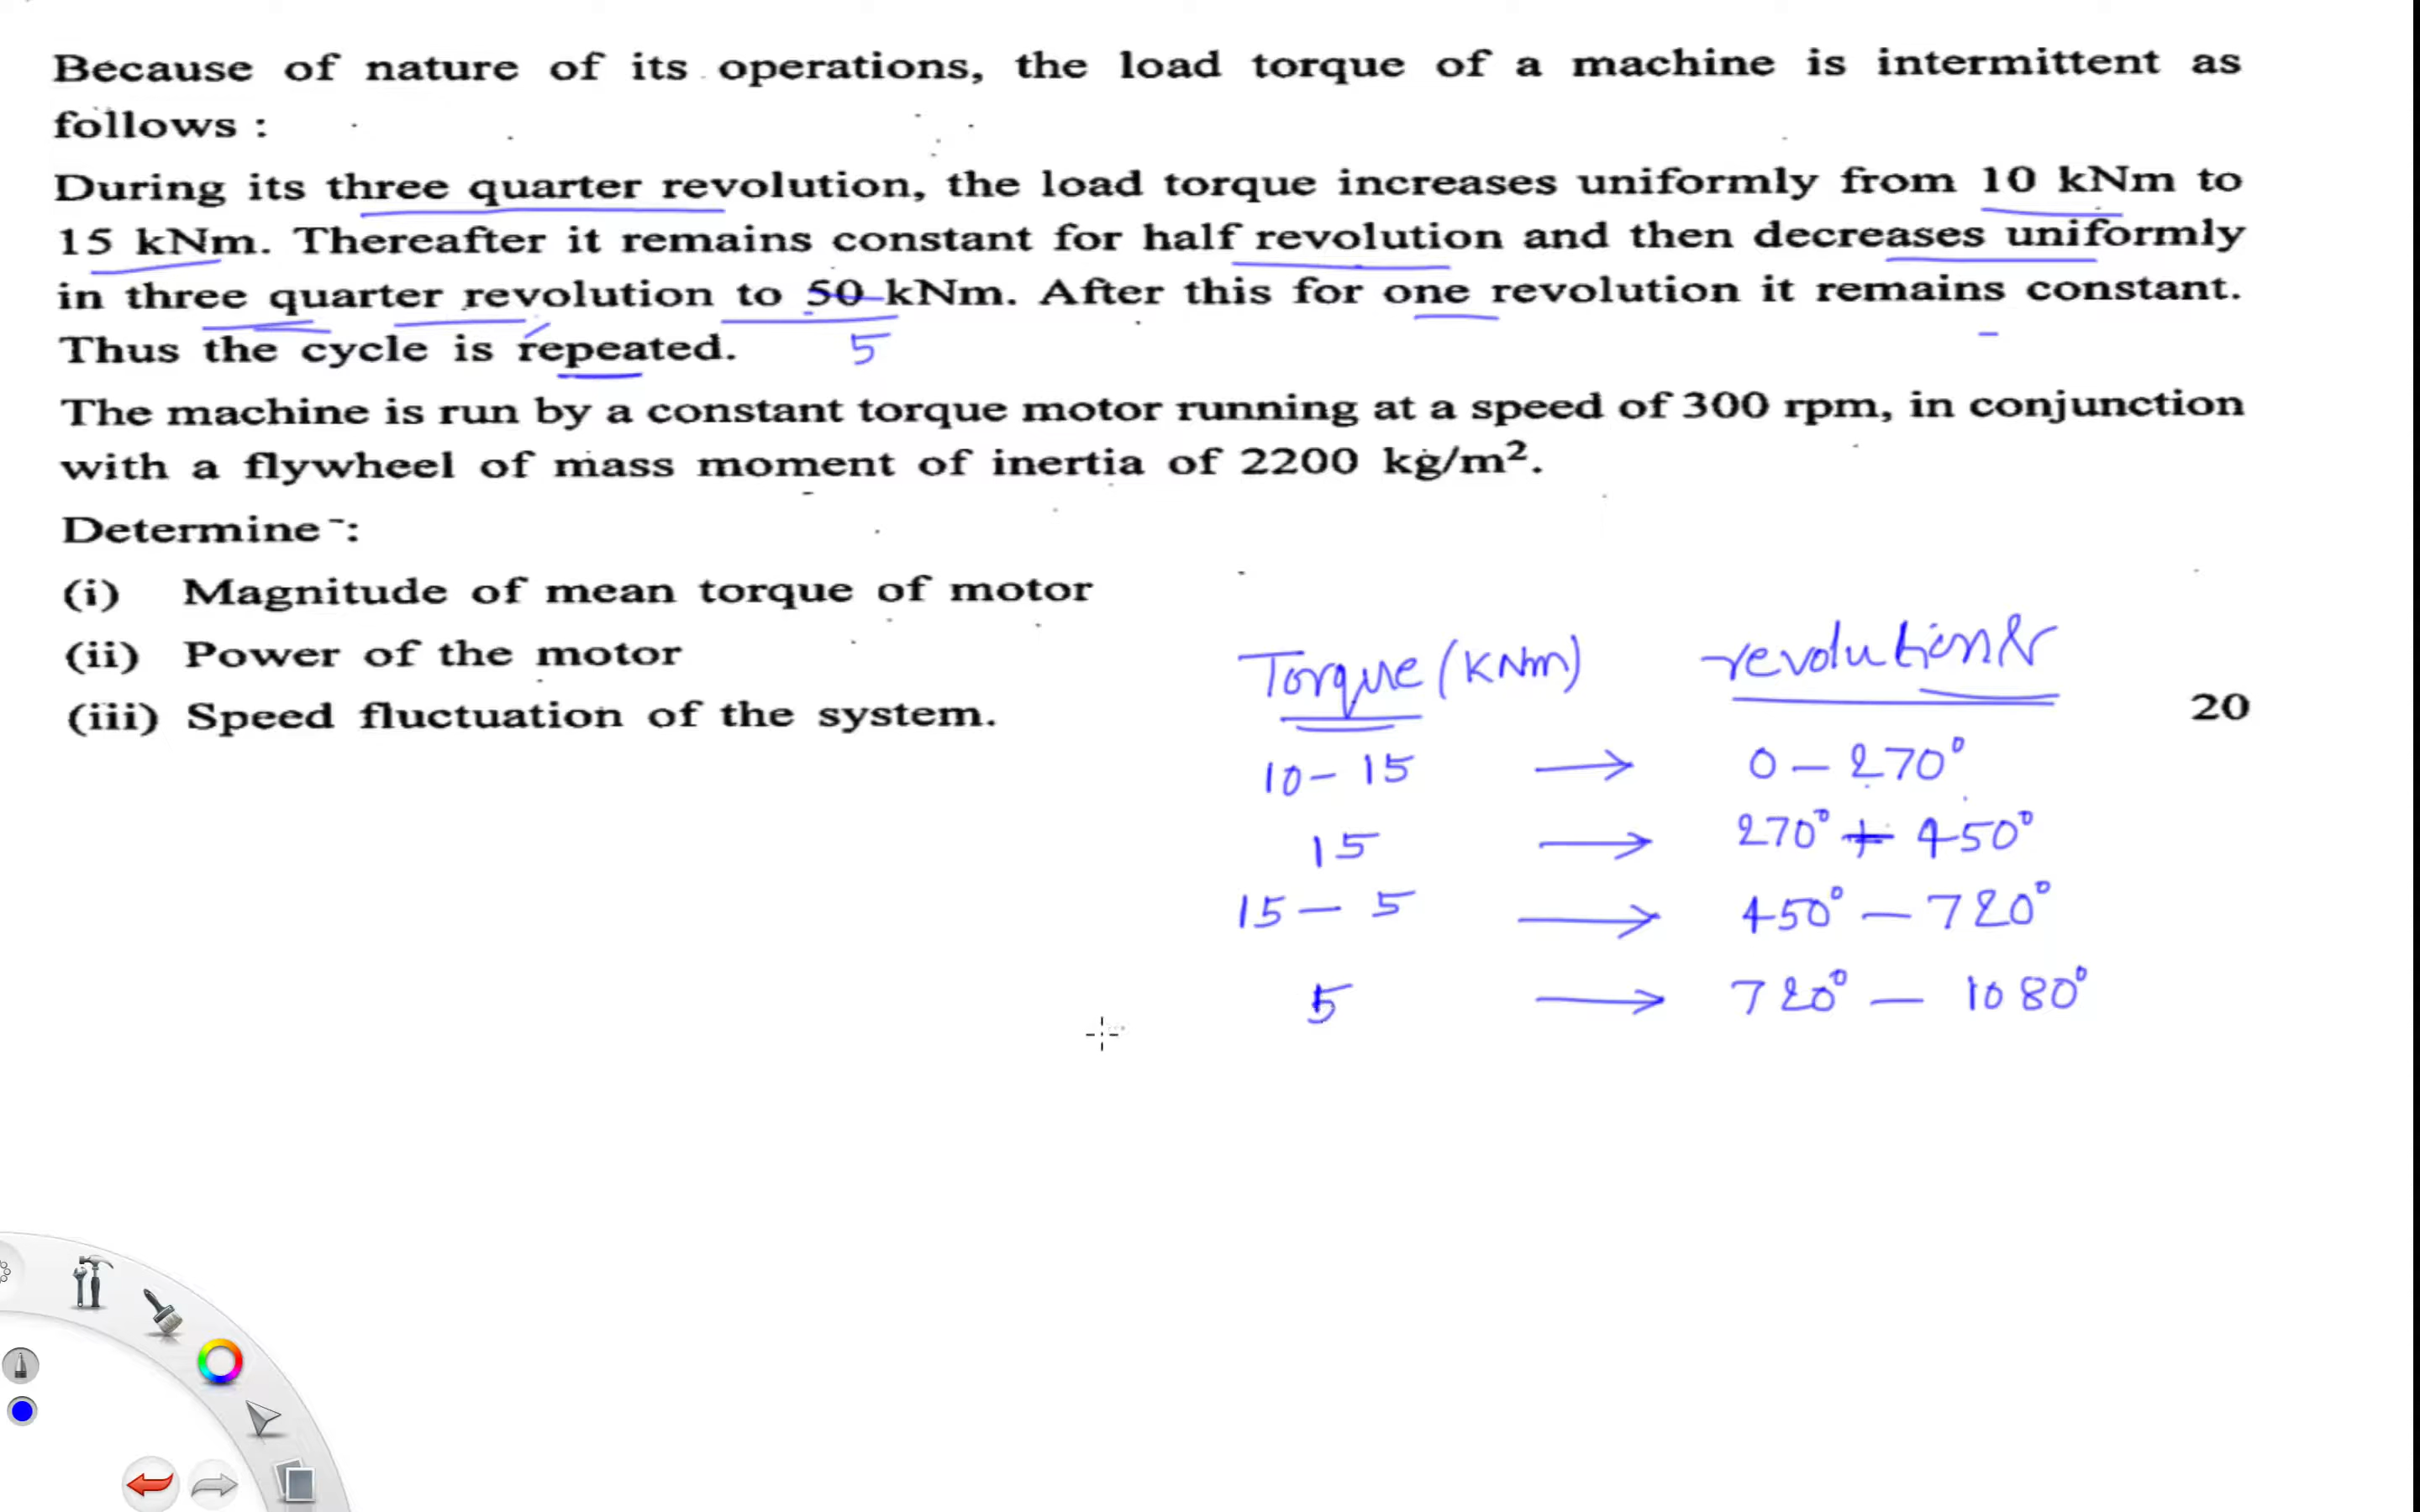 Because of nature of its operations, the load torque of a machine is intermittent as
follows :
During its three quarter revolution, the load torque increases uniformly from 10 kNm to
15 kNm. Thereafter it remains constant for half revolution and then decreases uniformly
in three quarter revolution to 50 kNm. After this for one revolution it remains constant.
5
Thus the cycle is repeated.
The machine is run by a constant torque motor running at a speed of 300 rpm, in conjunction
with a flywheel of mass moment of inertia of 2200 kg/m².
Determine :
(i) Magnitude of mean torque of motor
(ii) Power of the motor
(iii) Speed fluctuation of the system.
20
Torque (KNm) revolution
10 - 15 → 0 - 270°
15 → 270° - 450°
15 - 5 → 450° - 720°
5 → 720° - 1080°